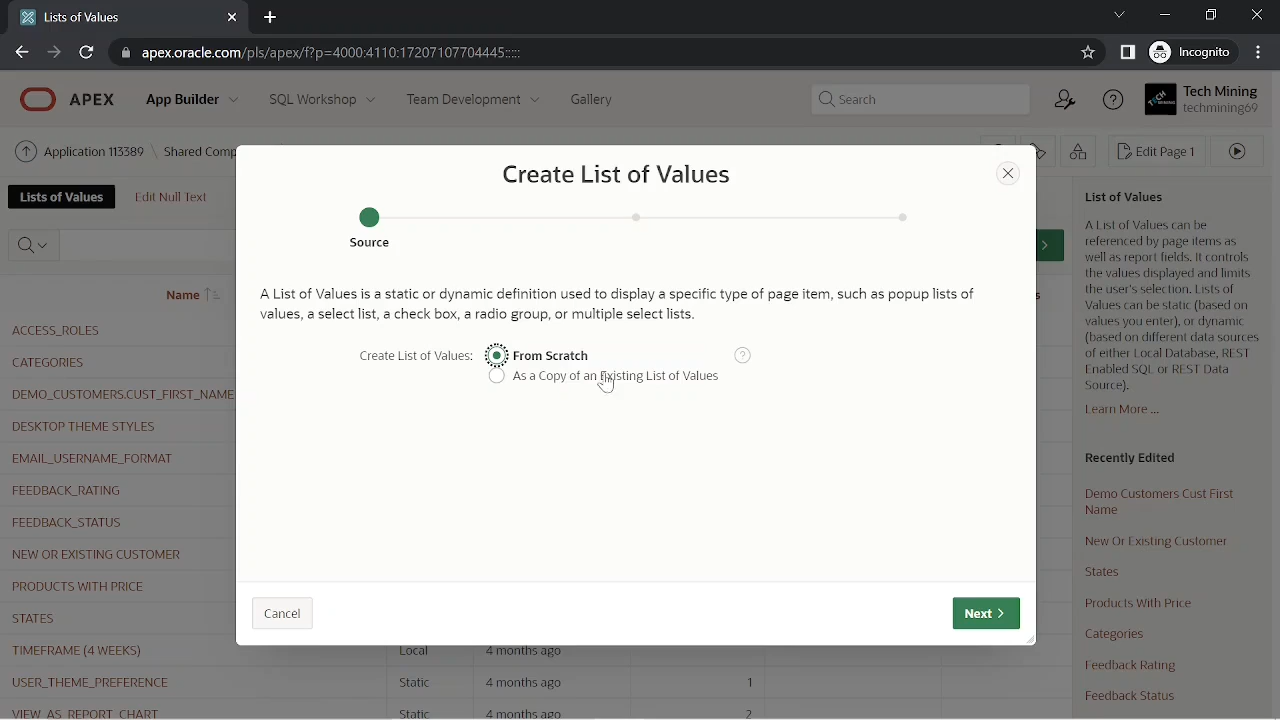 Lists of Values
apex.oracle.com/pls/apex/f?p=4000:4110:17207107704445:::::
Incognito
APEX
App Builder
SQL Workshop
Team Development
Gallery
Search
Tech Mining
techmining69
Application 113389 \ Shared Comp
Edit Page 1
Lists of Values
Edit Null Text
Name
ACCESS_ROLES
CATEGORIES
DEMO_CUSTOMERS.CUST_FIRST_NAME
DESKTOP THEME STYLES
EMAIL_USERNAME_FORMAT
FEEDBACK_RATING
FEEDBACK_STATUS
NEW OR EXISTING CUSTOMER
PRODUCTS WITH PRICE
STATES
TIMEFRAME (4 WEEKS) Local 4 months ago
USER_THEME_PREFERENCE Static 4 months ago 1
VIEW_AS_REPORT_CHART Static 4 months ago 2
Create List of Values
Source
A List of Values is a static or dynamic definition used to display a specific type of page item, such as popup lists of
values, a select list, a check box, a radio group, or multiple select lists.
Create List of Values: From Scratch
As a Copy of an Existing List of Values
Cancel
Next
List of Values
A List of Values can be
referenced by page items as
well as report fields. It controls
the values displayed and limits
the user's selection. Lists of
Values can be static (based on
values you enter), or dynamic
(based on different data sources
of either Local Database, REST
Enabled SQL or REST Data
Source).
Learn More ...
Recently Edited
Demo Customers Cust First
Name
New Or Existing Customer
States
Products With Price
Categories
Feedback Rating
Feedback Status